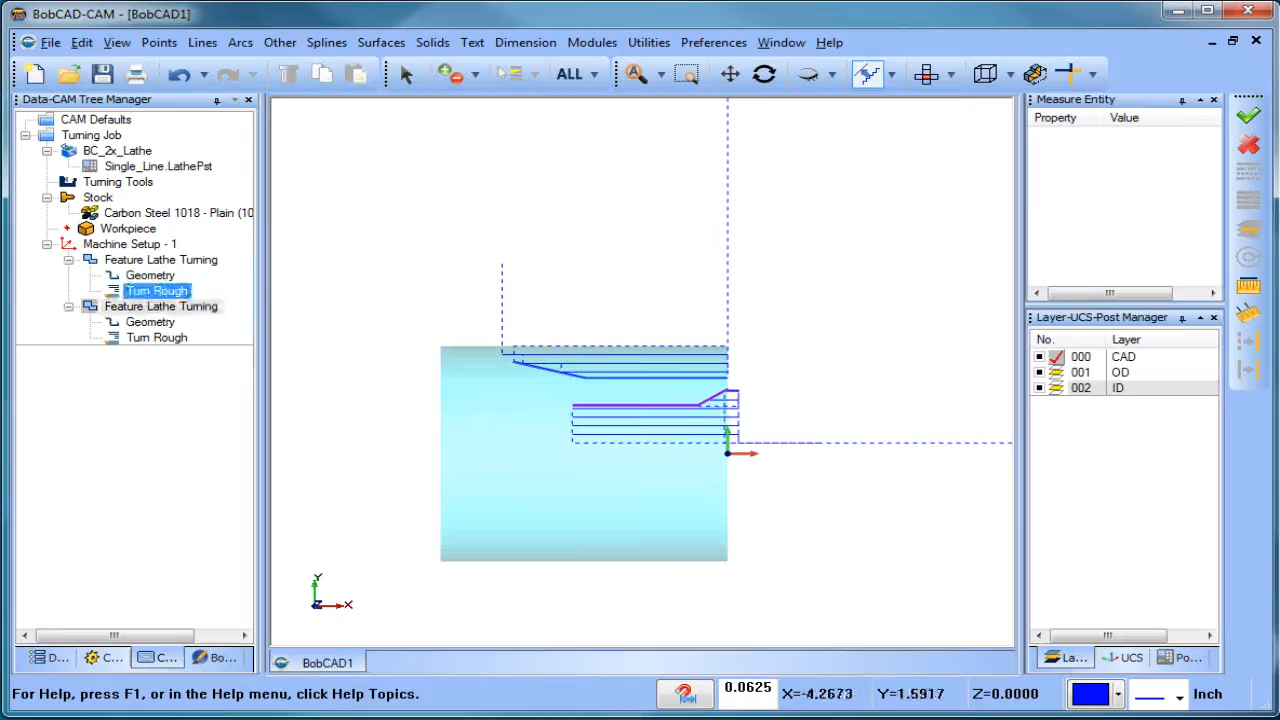 BobCAD-CAM - [BobCAD1]
File Edit View Points Lines Arcs Other Splines Surfaces Solids Text Dimension Modules Utilities Preferences Window Help
ALL
Data-CAM Tree Manager
CAM Defaults
Turning Job
BC_2x_Lathe
Single_Line.LathePst
Turning Tools
Stock
Carbon Steel 1018 - Plain (10
Workpiece
Machine Setup - 1
Feature Lathe Turning
Geometry
Turn Rough
Feature Lathe Turning
Geometry
Turn Rough
D... C... C... Bo...
Y
Z X
BobCAD1
Measure Entity
Property Value
Layer-UCS-Post Manager
No. Layer
000 CAD
001 OD
002 ID
La... UCS Po...
For Help, press F1, or in the Help menu, click Help Topics.
0.0625 X=-4.2673 Y=1.5917 Z=0.0000 Inch